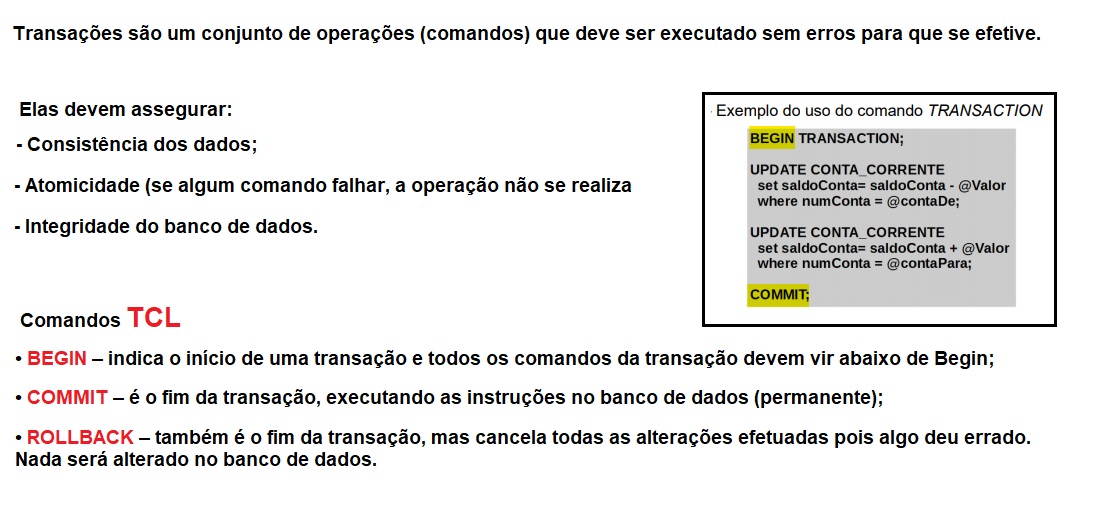 Transações são um conjunto de operações (comandos) que deve ser executado sem erros para que se efetive.
Elas devem assegurar:
- Consistência dos dados;
- Atomicidade (se algum comando falhar, a operação não se realiza
- Integridade do banco de dados.
Exemplo do uso do comando TRANSACTION
BEGIN TRANSACTION;
UPDATE CONTA_CORRENTE
set saldoConta= saldoConta - @Valor
where numConta = @contaDe;
UPDATE CONTA_CORRENTE
set saldoConta= saldoConta + @Valor
where numConta = @contaPara;
COMMIT;
Comandos TCL
• BEGIN – indica o início de uma transação e todos os comandos da transação devem vir abaixo de Begin;
• COMMIT – é o fim da transação, executando as instruções no banco de dados (permanente);
• ROLLBACK – também é o fim da transação, mas cancela todas as alterações efetuadas pois algo deu errado.
Nada será alterado no banco de dados.